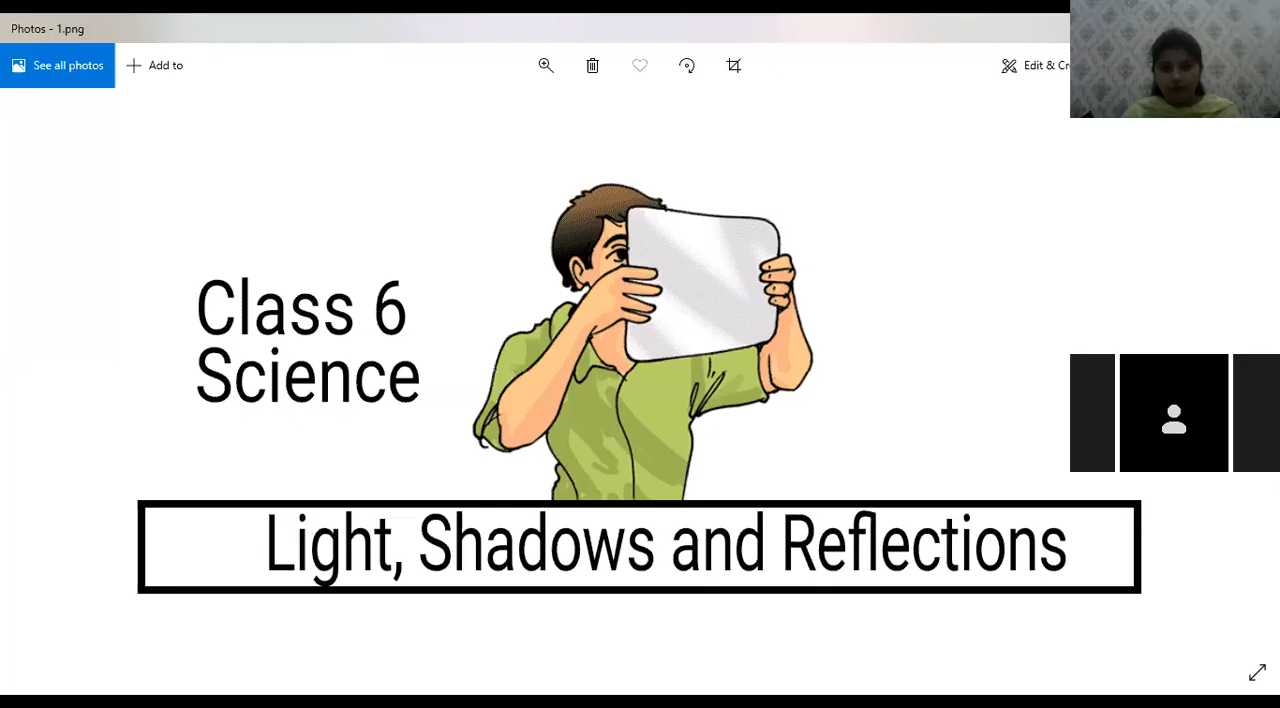 Photos - 1.png
See all photos
Add to
Edit & Cr
Class 6
Science
Light, Shadows and Reflections